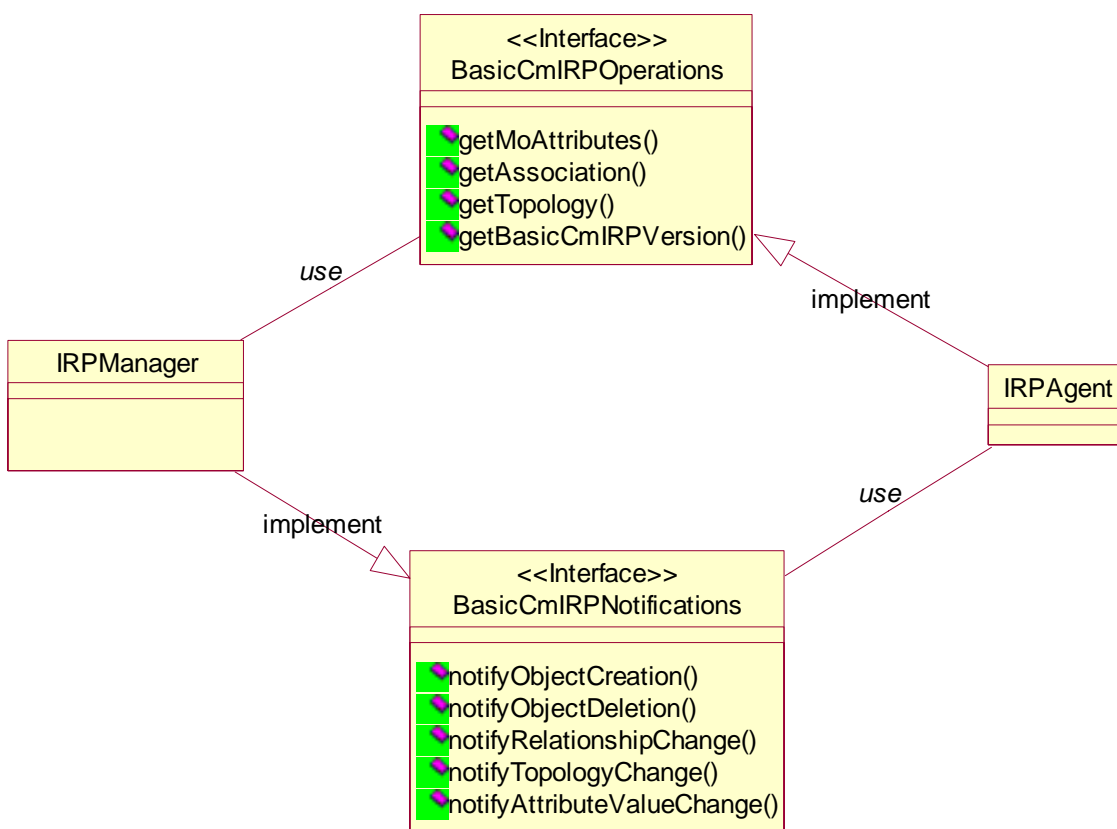 <<Interface>>
BasicCmIRPOperations
getMoAttributes()
getAssociation()
getTopology()
getBasicCmIRPVersion()
use
implement
IRPManager
IRPAgent
use
implement
<<Interface>>
BasicCmIRPNotifications
notifyObjectCreation()
notifyObjectDeletion()
notifyRelationshipChange()
notifyTopologyChange()
notifyAttributeValueChange()